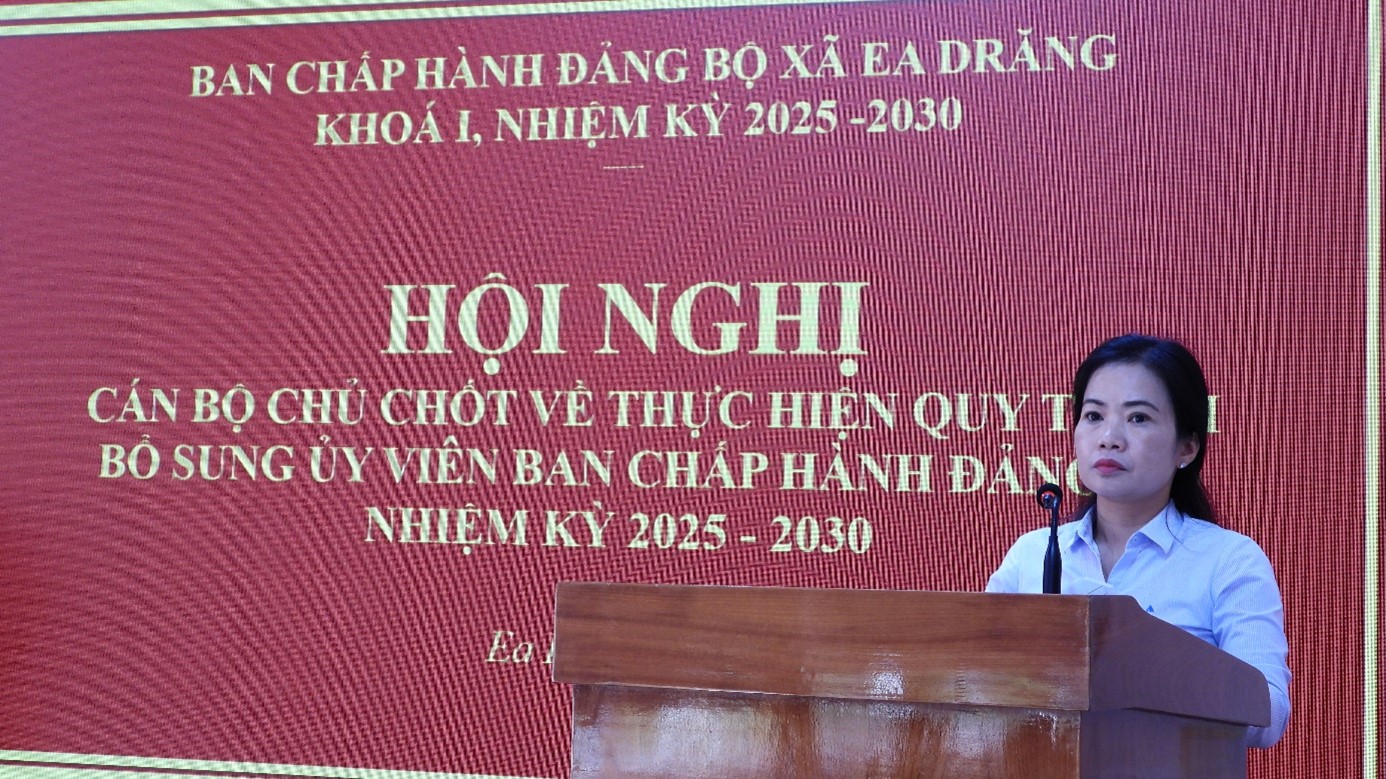 BAN CHẤP HÀNH ĐẢNG BỘ XÃ EA DRĂNG
KHOÁ I, NHIỆM KỲ 2025 -2030
HỘI NGHỊ
CÁN BỘ CHỦ CHỐT VỀ THỰC HIỆN QUY
BỔ SUNG ỦY VIÊN BAN CHẤP HÀNH ĐẢNG
NHIỆM KỲ 2025 - 2030
Ea